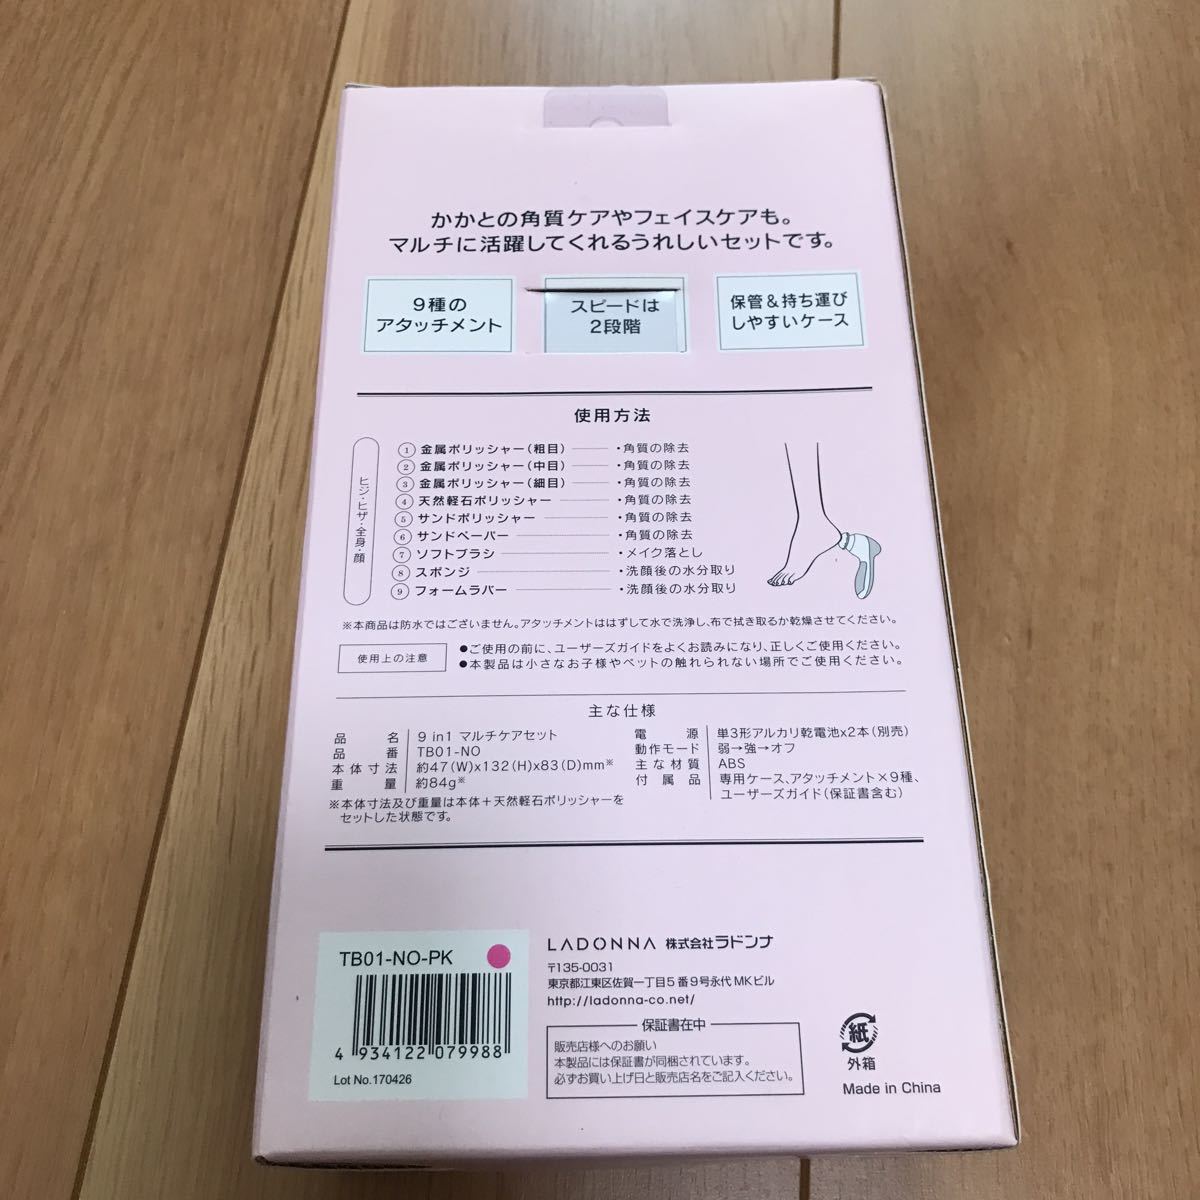 かかとの角質ケアやフェイスケアも。
マルチに活躍してくれるうれしいセットです。
9種の
アタッチメント
スピードは
2段階
保管&持ち運び
しやすいケース
使用方法
ヒジ・ヒザ・全身・顔
① 金属ポリッシャー(粗目) ・角質の除去
② 金属ポリッシャー(中目) ・角質の除去
③ 金属ポリッシャー(細目) ・角質の除去
④ 天然軽石ポリッシャー ・角質の除去
⑤ サンドポリッシャー ・角質の除去
⑥ サンドペーパー ・角質の除去
⑦ ソフトブラシ ・メイク落とし
⑧ スポンジ ・洗顔後の水分取り
⑨ フォームラバー ・洗顔後の水分取り
※本商品は防水ではございません。アタッチメントははずして水で洗浄し、布で拭き取るか乾燥させてください。
使用上の注意
●ご使用の前に、ユーザーズガイドをよくお読みになり、正しくご使用ください。
●本製品は小さなお子様やペットの触れられない場所でご使用ください。
主な仕様
品名 9 in1 マルチケアセット
品番 TB01-NO
本体寸法 約47(W)x132(H)x83(D)mm※
重量 約84g※
※本体寸法及び重量は本体+天然軽石ポリッシャーを
セットした状態です。
電源 単3形アルカリ乾電池x2本(別売)
動作モード 弱→強→オフ
主な材質 ABS
付属品 専用ケース、アタッチメント×9種、
ユーザーズガイド(保証書含む)
TB01-NO-PK
4 934122 079988
Lot No.170426
LADONNA 株式会社ラドンナ
〒135-0031
東京都江東区佐賀一丁目5番9号永代MKビル
http://ladonna-co.net/
保証書在中
販売店様へのお願い
本製品には保証書が同梱されています。
必ずお買い上げ日と販売店名をご記入ください。
紙
外箱
Made in China